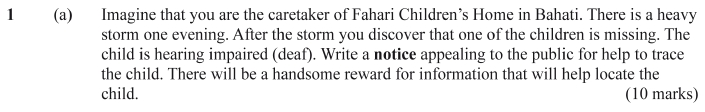 1 (a) Imagine that you are the caretaker of Fahari Children’s Home in Bahati. There is a heavy
storm one evening. After the storm you discover that one of the children is missing. The
child is hearing impaired (deaf). Write a notice appealing to the public for help to trace
the child. There will be a handsome reward for information that will help locate the
child. (10 marks)